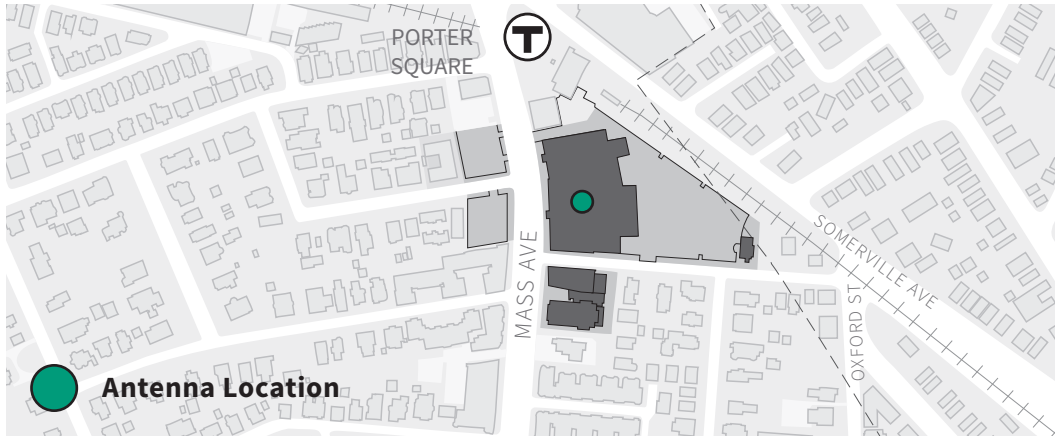 PORTER
SQUARE
T
MASS AVE
SOMERVILLE AVE
OXFORD ST
Antenna Location